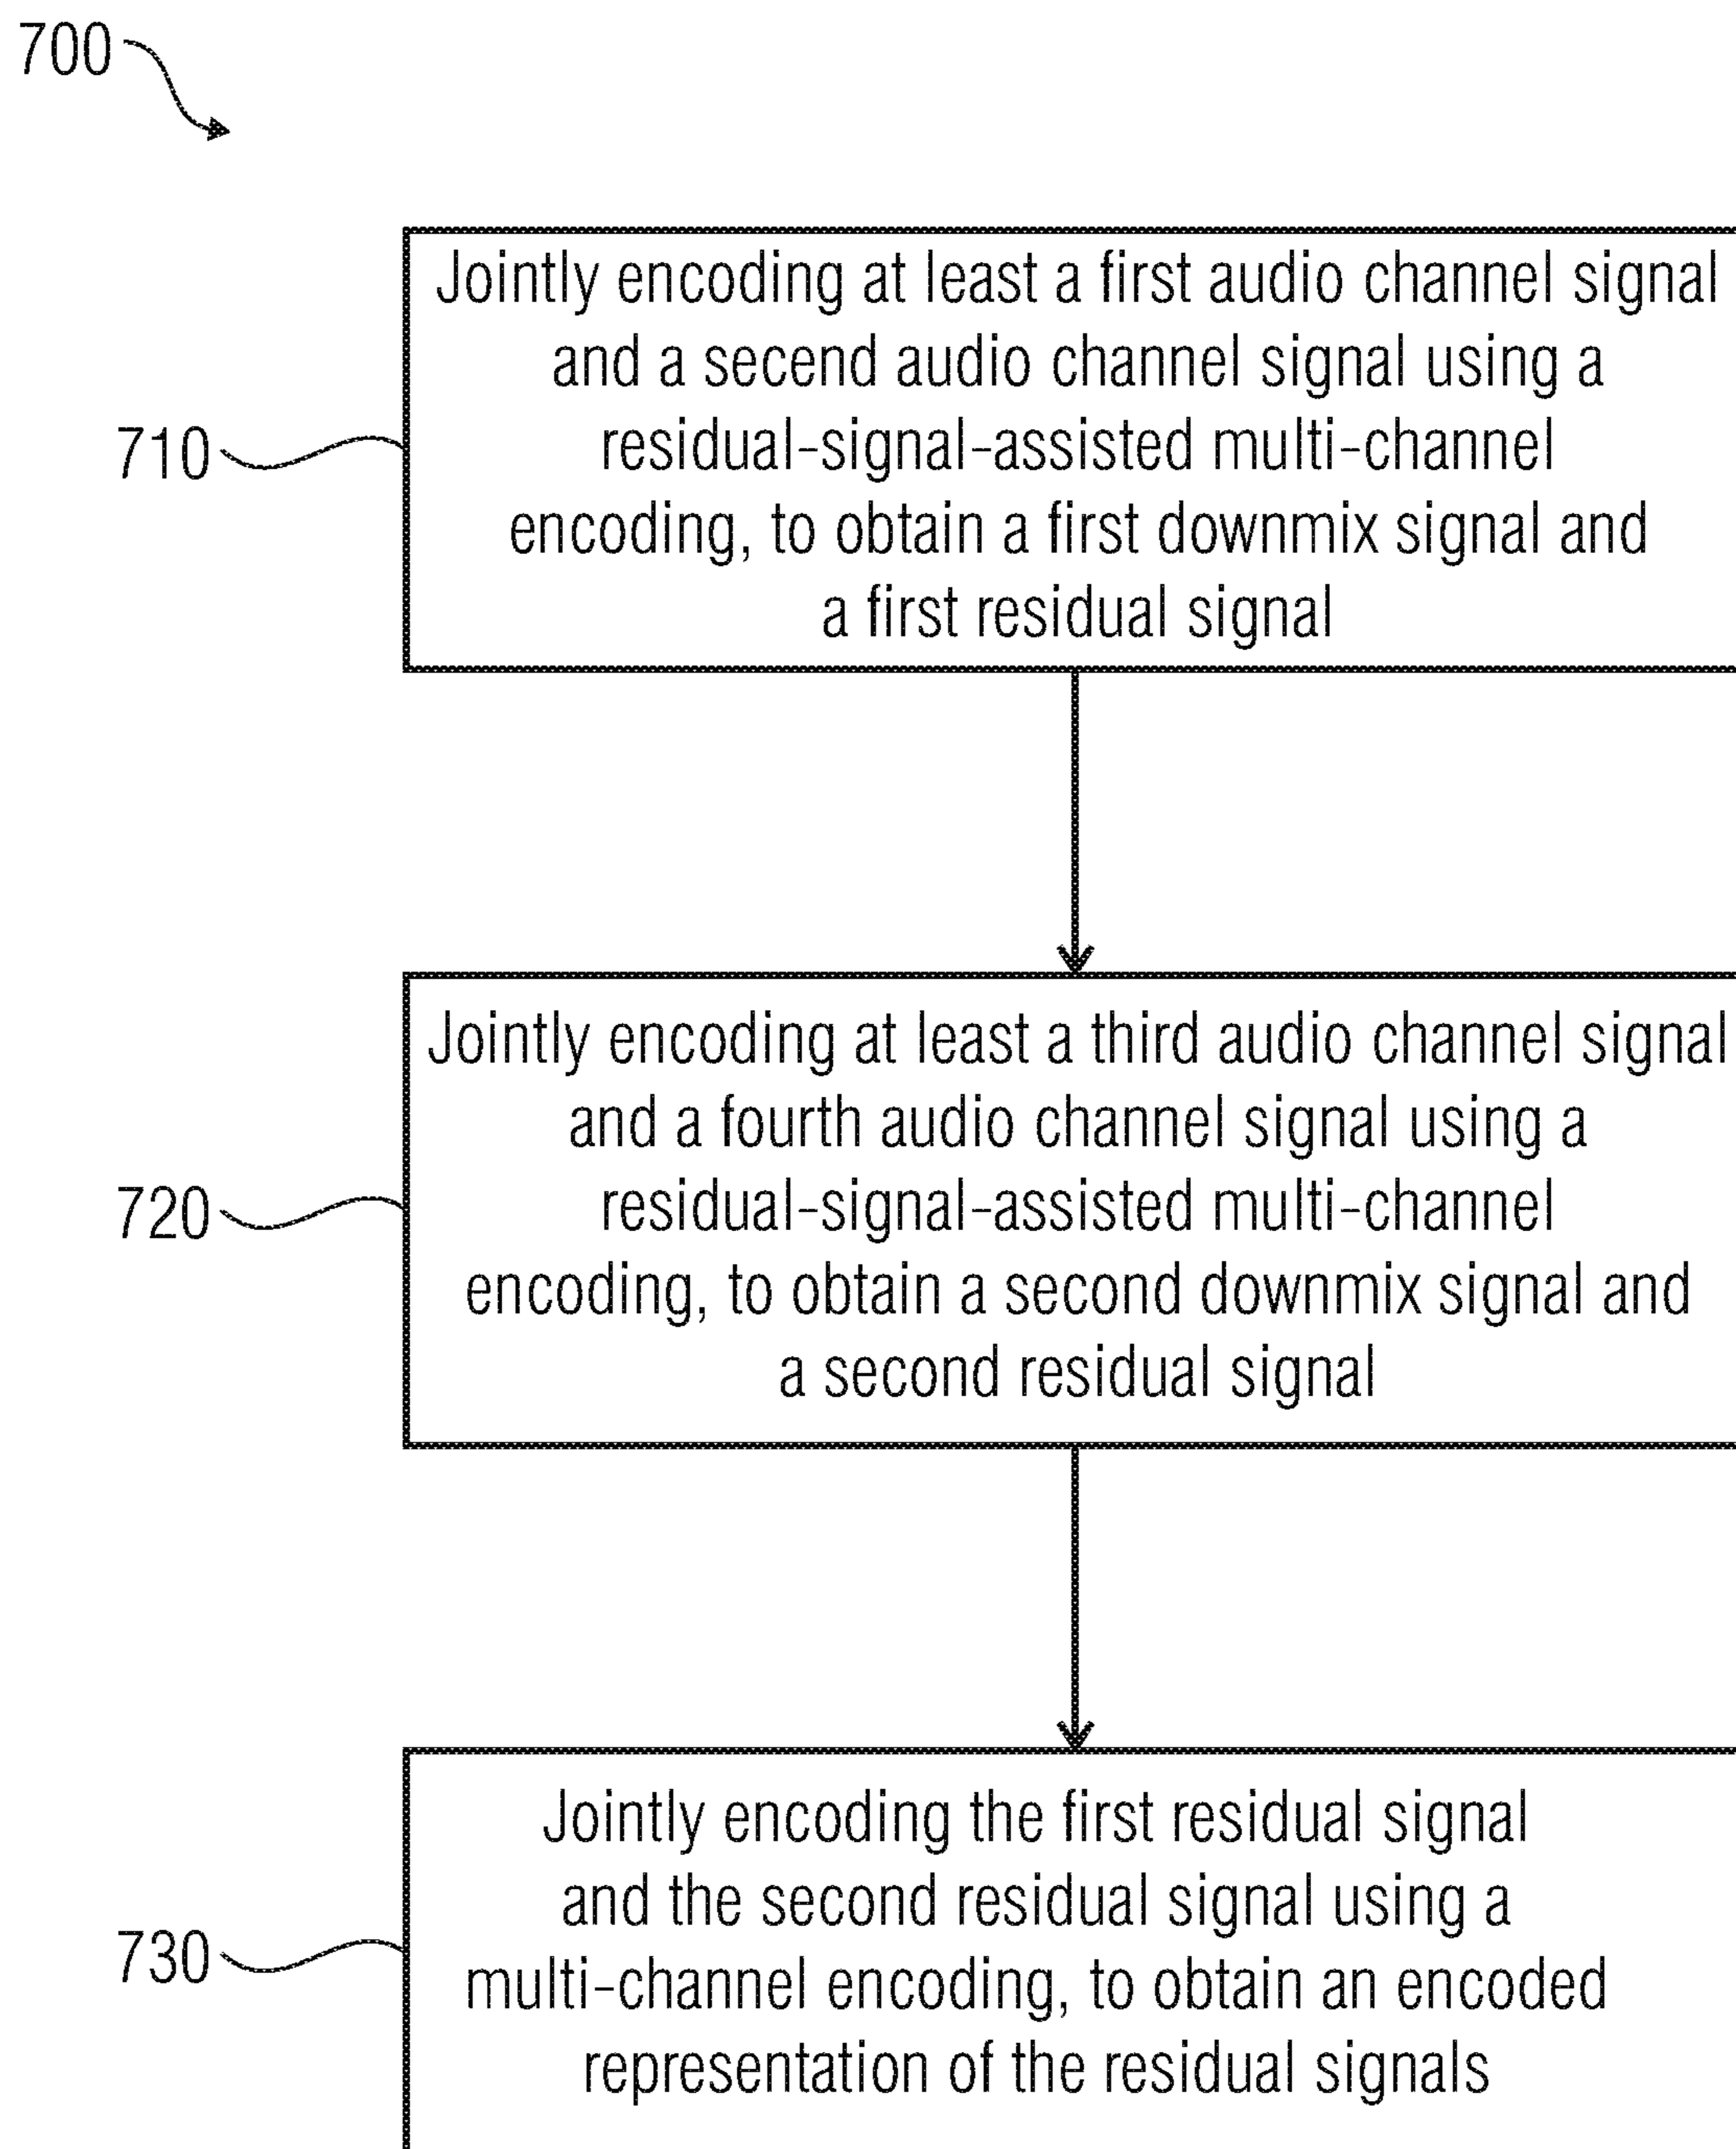 700
Jointly encoding at least a first audio channel signal
and a secend audio channel signal using a
residual-signal-assisted multi-channel
encoding, to obtain a first downmix signal and
a first residual signal
710
Jointly encoding at least a third audio channel signal
and a fourth audio channel signal using a
residual-signal-assisted multi-channel
encoding, to obtain a second downmix signal and
a second residual signal
720
Jointly encoding the first residual signal
and the second residual signal using a
multi-channel encoding, to obtain an encoded
representation of the residual signals
730